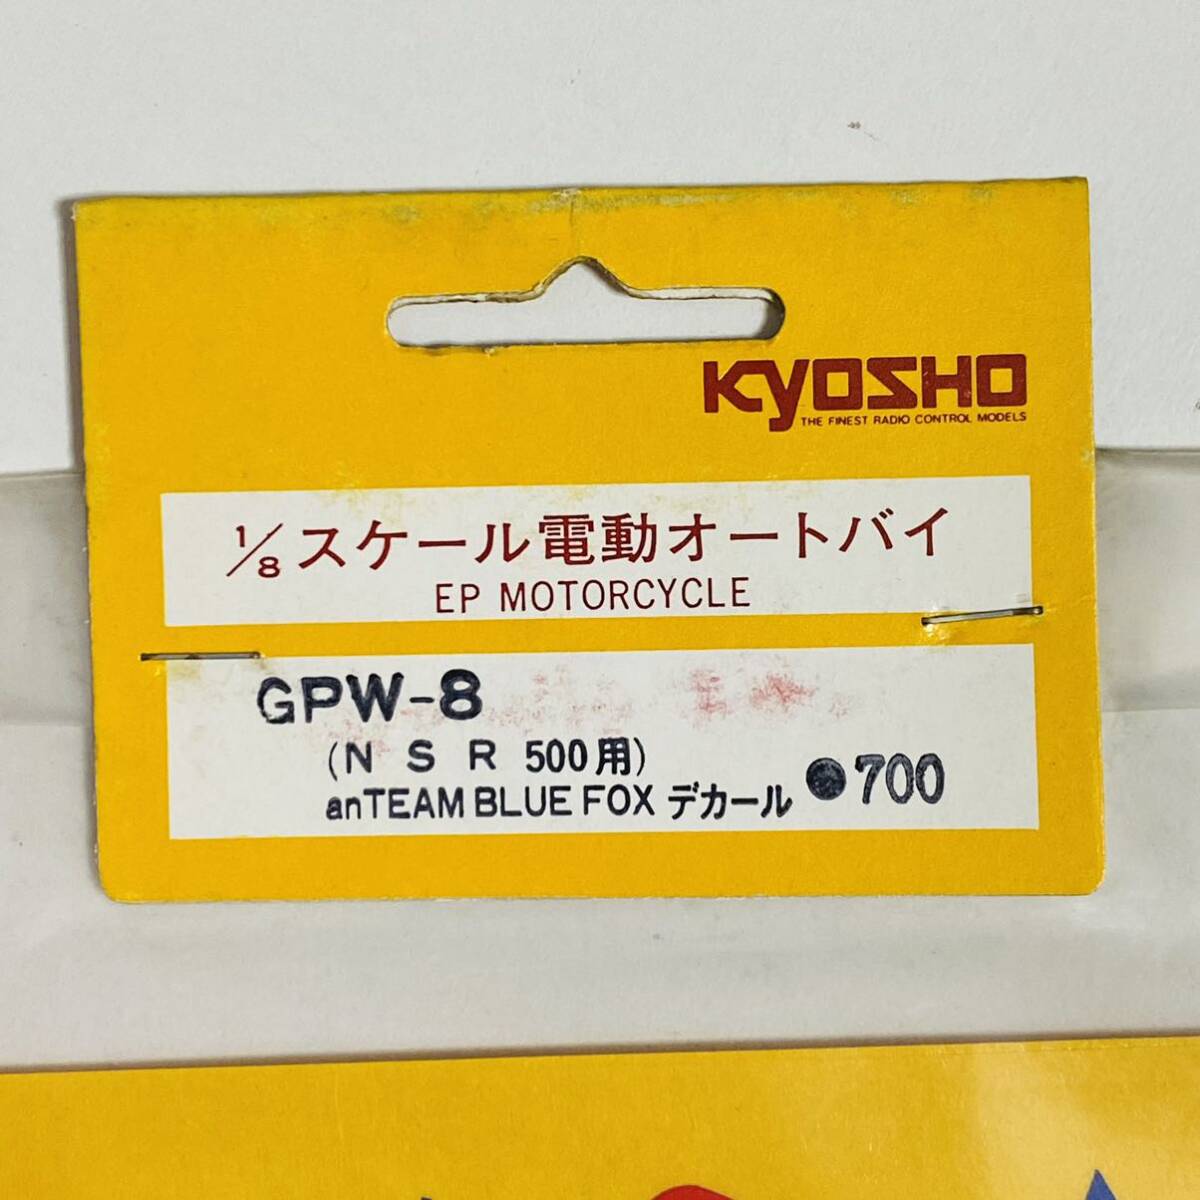 KYOSHO
THE FINEST RADIO CONTROL MODELS
1/8スケール電動オートバイ
EP MOTORCYCLE
GPW-8
(NSR 500用)
anTEAM BLUE FOX デカール ●700